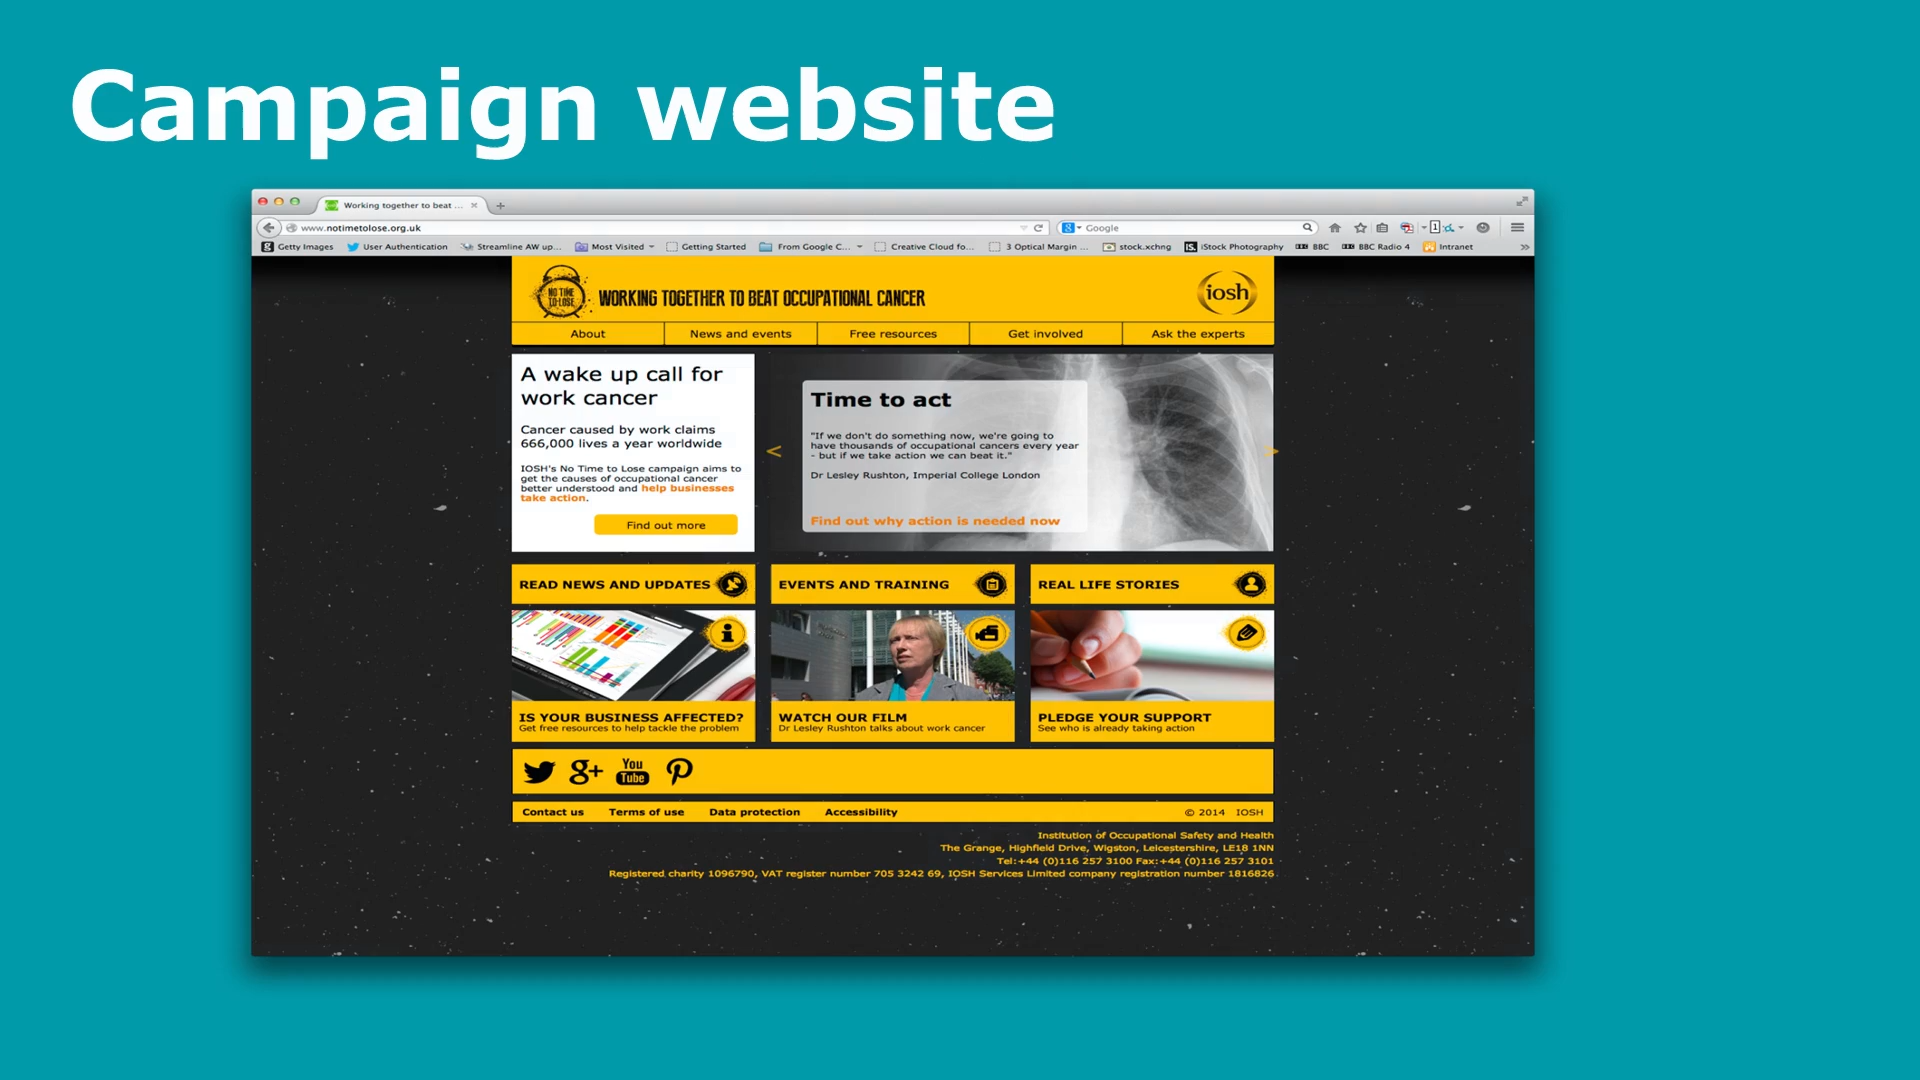 Campaign website
Working together to beat ...
www.notimetolose.org.uk
Google
Getty Images User Authentication Streamline AW up... Most Visited Getting Started From Google C... Creative Cloud fo... 3 Optical Margin ... stock.xchng iStock Photography BBC BBC Radio 4 Intranet
NO TIME
TO LOSE
WORKING TOGETHER TO BEAT OCCUPATIONAL CANCER
iosh
About News and events Free resources Get involved Ask the experts
A wake up call for
work cancer
Cancer caused by work claims
666,000 lives a year worldwide
IOSH's No Time to Lose campaign aims to
get the causes of occupational cancer
better understood and help businesses
take action.
Find out more
Time to act
"If we don't do something now, we're going to
have thousands of occupational cancers every year
- but if we take action we can beat it."
Dr Lesley Rushton, Imperial College London
Find out why action is needed now
READ NEWS AND UPDATES
EVENTS AND TRAINING
REAL LIFE STORIES
IS YOUR BUSINESS AFFECTED?
Get free resources to help tackle the problem
WATCH OUR FILM
Dr Lesley Rushton talks about work cancer
PLEDGE YOUR SUPPORT
See who is already taking action
You
Tube
Contact us Terms of use Data protection Accessibility © 2014 IOSH
Institution of Occupational Safety and Health
The Grange, Highfield Drive, Wigston, Leicestershire, LE18 1NN
Tel:+44 (0)116 257 3100 Fax:+44 (0)116 257 3101
Registered charity 1096790, VAT register number 705 3242 69, IOSH Services Limited company registration number 1816826